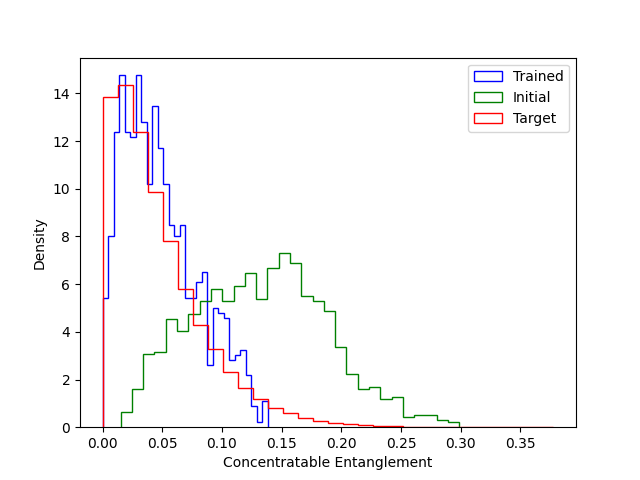 Trained
Initial
Target
Density
14
12
10
8
6
4
2
0
0.00 0.05 0.10 0.15 0.20 0.25 0.30 0.35
Concentratable Entanglement